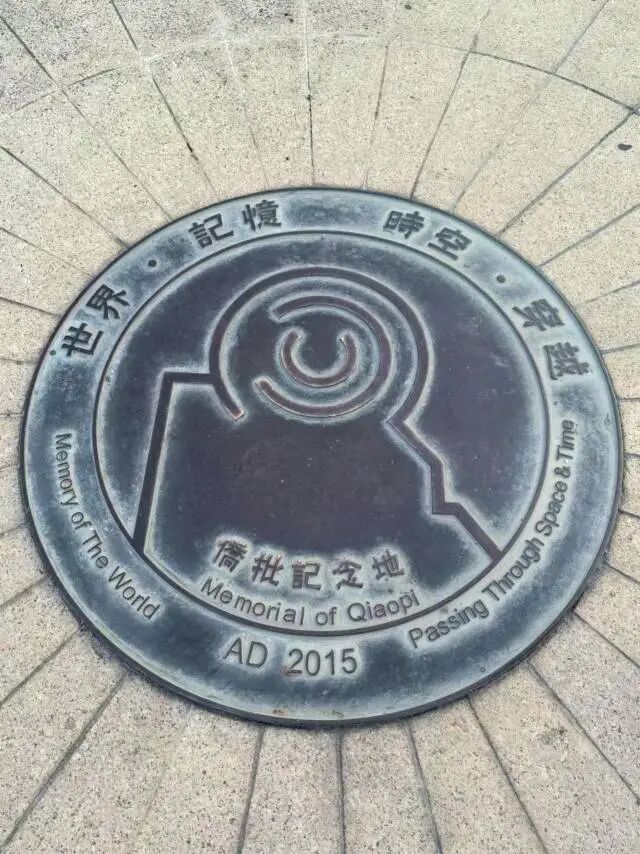 世界·記憶 時空·穿越
僑批記念地
Memorial of Qiaopi
Memory of The World
AD 2015
Passing Through Space & Time